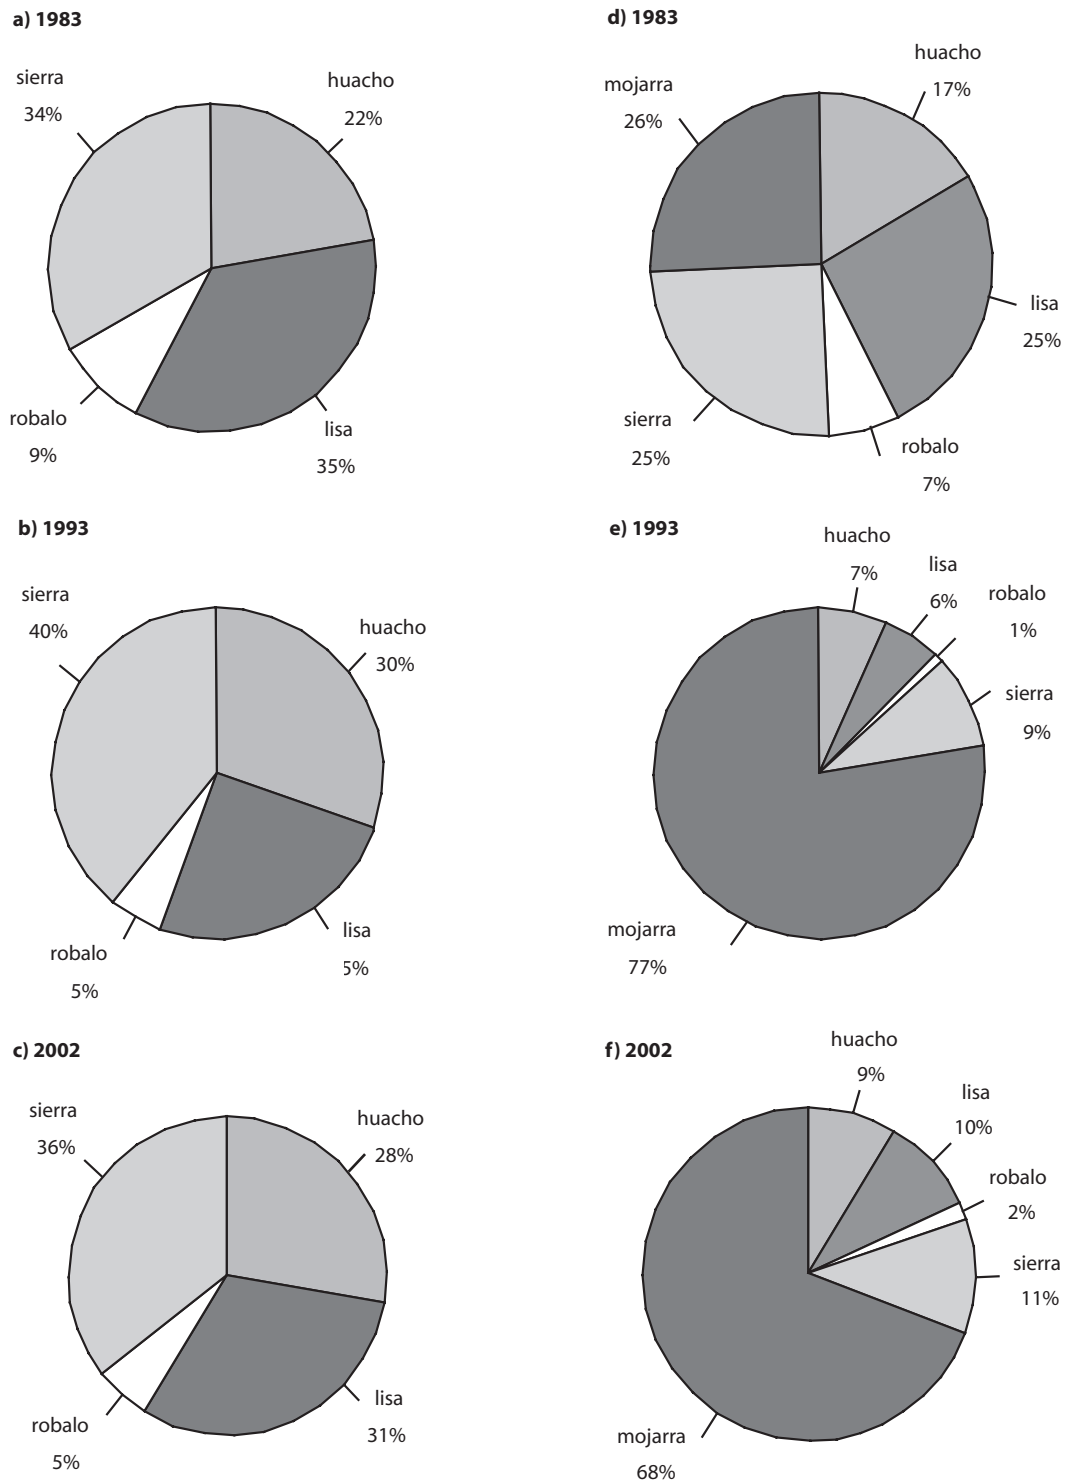 a) 1983
sierra
34%
huacho
22%
robalo
9%
lisa
35%
d) 1983
huacho
17%
mojarra
26%
lisa
25%
sierra
25%
robalo
7%
b) 1993
sierra
40%
huacho
30%
lisa
5%
robalo
5%
e) 1993
huacho
7%
lisa
6%
robalo
1%
sierra
9%
mojarra
77%
c) 2002
sierra
36%
huacho
28%
lisa
31%
robalo
5%
f) 2002
huacho
9%
lisa
10%
robalo
2%
sierra
11%
mojarra
68%